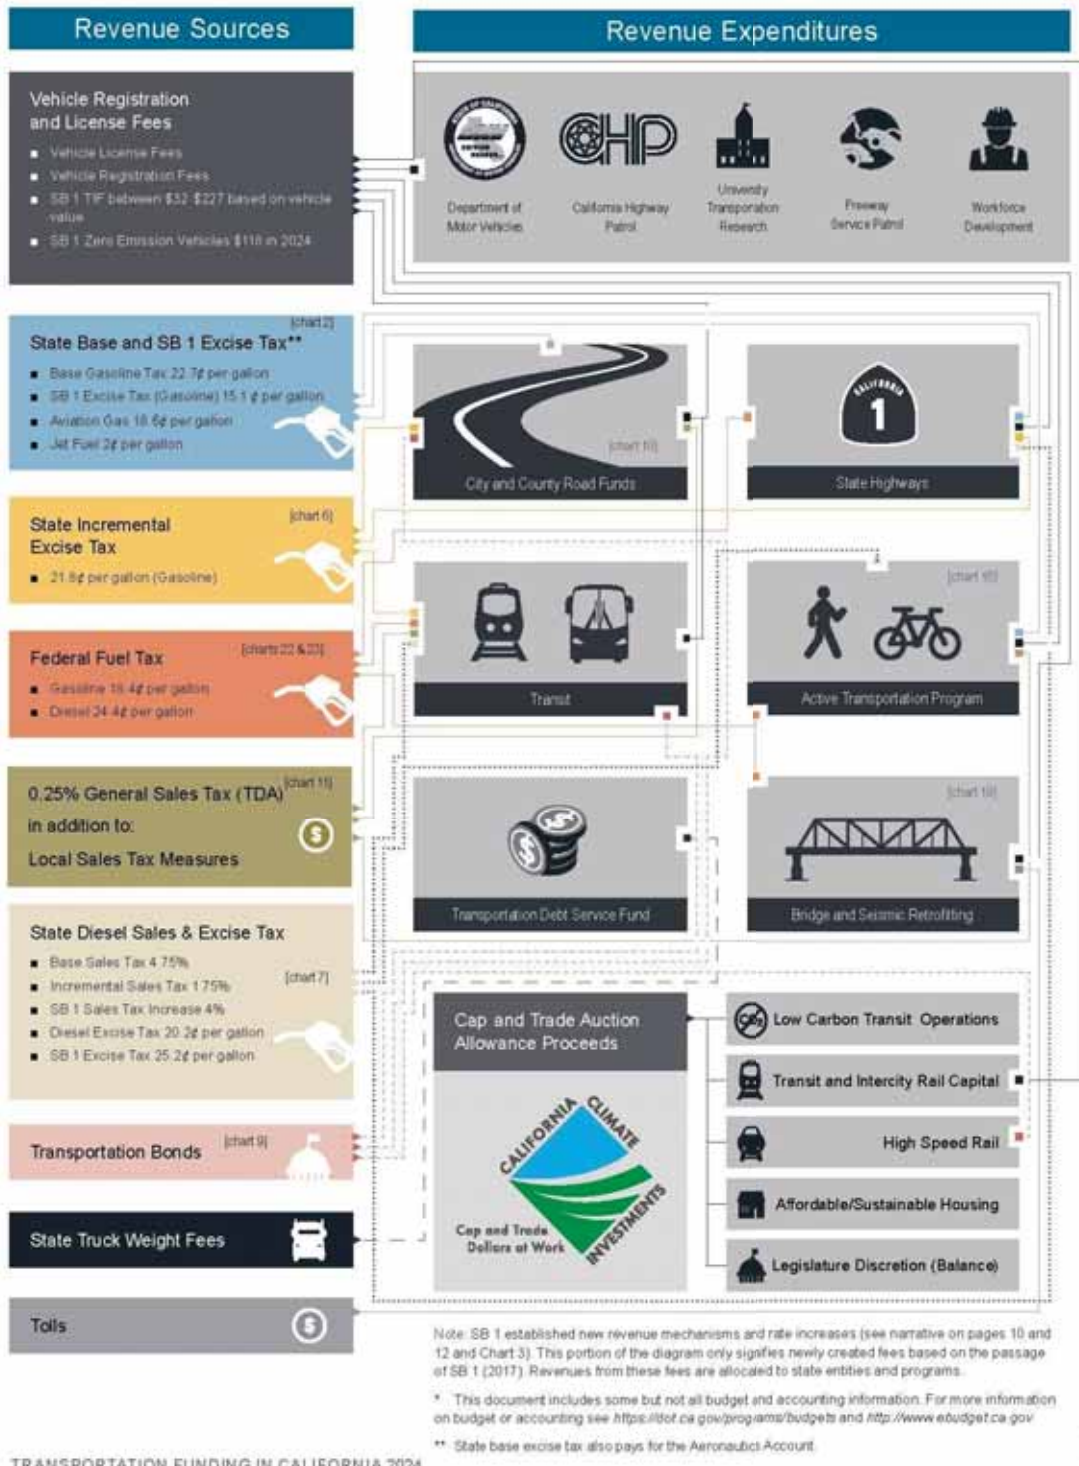 Revenue Sources
Revenue Expenditures
Vehicle Registration
and License Fees
■ Vehicle License Fees
■ Vehicle Registration Fees
■ SB 1 TIF between $32-$227 based on vehicle
value
■ SB 1 Zero Emission Vehicles $118 in 2024
Department of
Motor Vehicles
CHP
California Highway
Patrol
University
Transportation
Research
Freeway
Service Patrol
Workforce
Development
[chart 2]
State Base and SB 1 Excise Tax**
■ Base Gasoline Tax 22.7¢ per gallon
■ SB 1 Excise Tax (Gasoline) 15.1 ¢ per gallon
■ Aviation Gas 18.6¢ per gallon
■ Jet Fuel 2¢ per gallon
[chart 10]
City and County Road Funds
CALIFORNIA
1
State Highways
State Incremental
Excise Tax
[chart 6]
■ 21.8¢ per gallon (Gasoline)
Transit
Active Transportation Program
Federal Fuel Tax
[charts 22 & 23]
■ Gasoline 18.4¢ per gallon
■ Diesel 24.4¢ per gallon
0.25% General Sales Tax (TDA)
[chart 11]
in addition to:
Local Sales Tax Measures
Transportation Debt Service Fund
Bridge and Seismic Retrofitting
State Diesel Sales & Excise Tax
■ Base Sales Tax 4.75%
■ Incremental Sales Tax 1.75%
[chart 7]
■ SB 1 Sales Tax Increase 4%
■ Diesel Excise Tax 20.2¢ per gallon
■ SB 1 Excise Tax 25.2¢ per gallon
Cap and Trade Auction
Allowance Proceeds
CALIFORNIA
CLIMATE
INVESTMENTS
Cap and Trade
Dollars at Work
Low Carbon Transit Operations
Transit and Intercity Rail Capital
High Speed Rail
Affordable/Sustainable Housing
Legislature Discretion (Balance)
Transportation Bonds
[chart 9]
State Truck Weight Fees
Tolls
Note: SB 1 established new revenue mechanisms and rate increases (see narrative on pages 10 and
12 and Chart 3). This portion of the diagram only signifies newly created fees based on the passage
of SB 1 (2017). Revenues from these fees are allocated to state entities and programs.
* This document includes some but not all budget and accounting information. For more information
on budget or accounting see https://dot.ca.gov/programs/budgets and http://www.ebudget.ca.gov
** State base excise tax also pays for the Aeronautics Account.
TRANSPORTATION FUNDING IN CALIFORNIA 2024